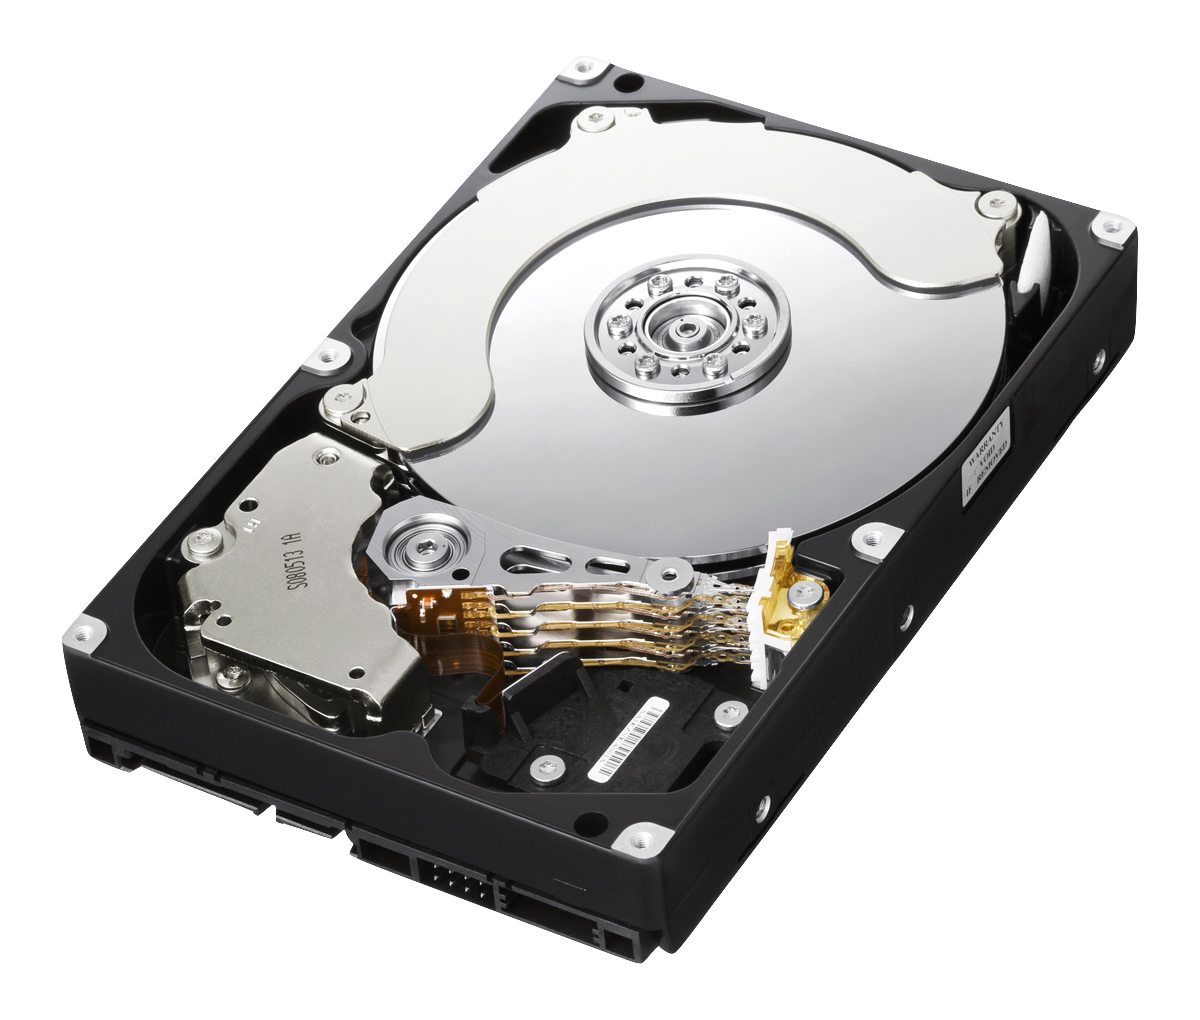 WARRANTY
VOID
IF REMOVED
S080513 1A